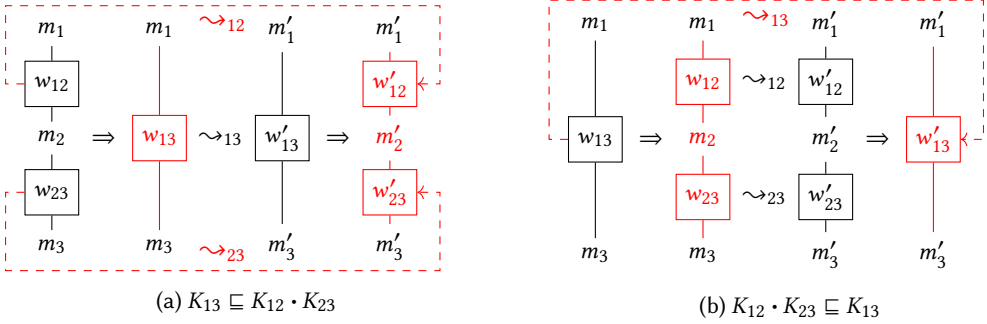 ⇝₁₂ ⇝₁₃
m₁ m₁ m′₁ m′₁ m₁ m₁ m′₁ m′₁
w₁₂ w′₁₂ w₁₂ ⇝₁₂ w′₁₂
m₂ ⇒ w₁₃ ⇝₁₃ w′₁₃ ⇒ m′₂ w₁₃ ⇒ m₂ m′₂ ⇒ w′₁₃
w₂₃ w′₂₃ w₂₃ ⇝₂₃ w′₂₃
m₃ m₃ m′₃ m′₃ m₃ m₃ m′₃ m′₃
⇝₂₃
(a) K₁₃ ⊑ K₁₂ · K₂₃
(b) K₁₂ · K₂₃ ⊑ K₁₃